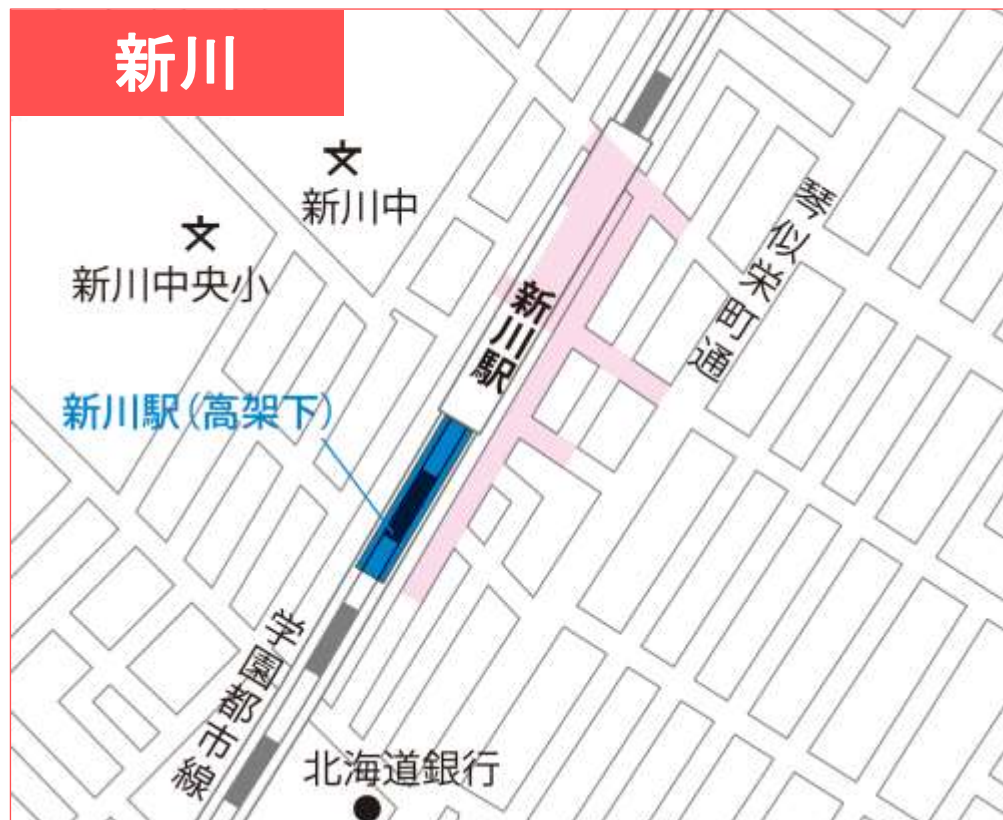 新川
新川中
新川中央小
琴似栄町通
新川駅
新川駅（高架下）
学園都市線
北海道銀行